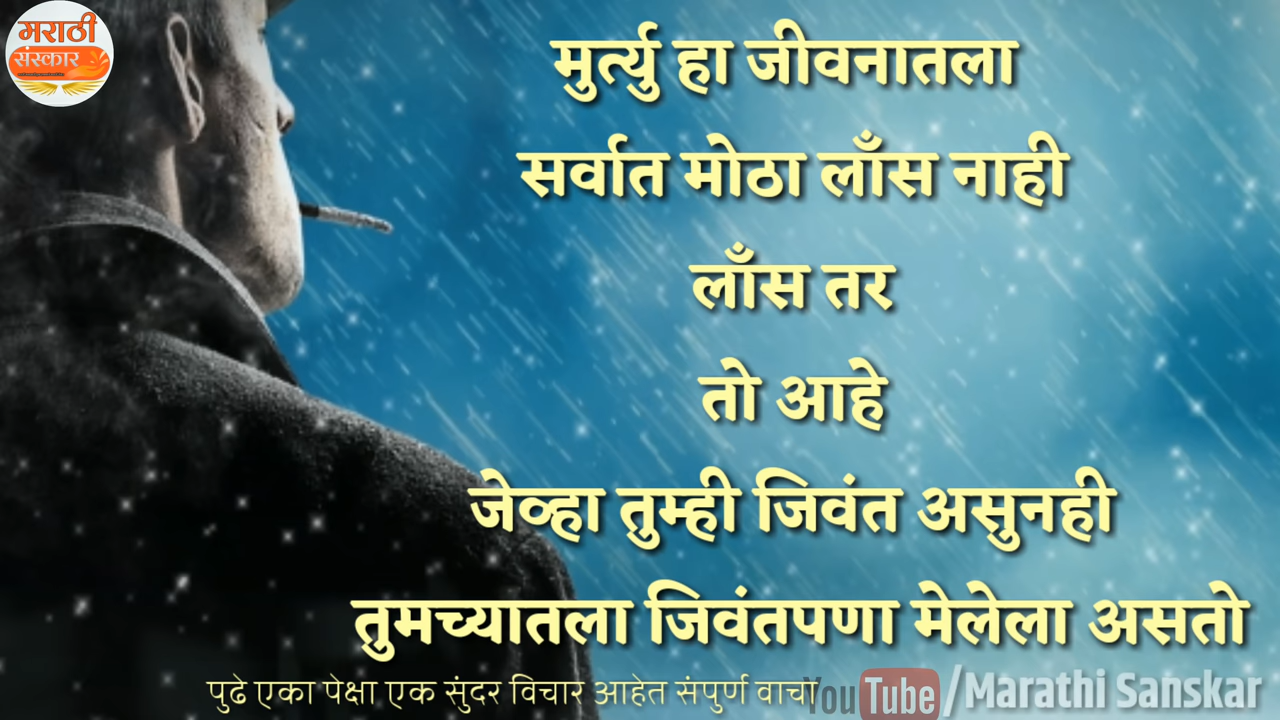 मराठी
संस्कार
मुर्त्यु हा जीवनातला
सर्वात मोठा लाँस नाही
लाँस तर
तो आहे
जेव्हा तुम्ही जिवंत असुनही
तुमच्यातला जिवंतपणा मेलेला असतो
पुढे एका पेक्षा एक सुंदर विचार आहेत संपुर्ण वाचा
YouTube/Marathi Sanskar